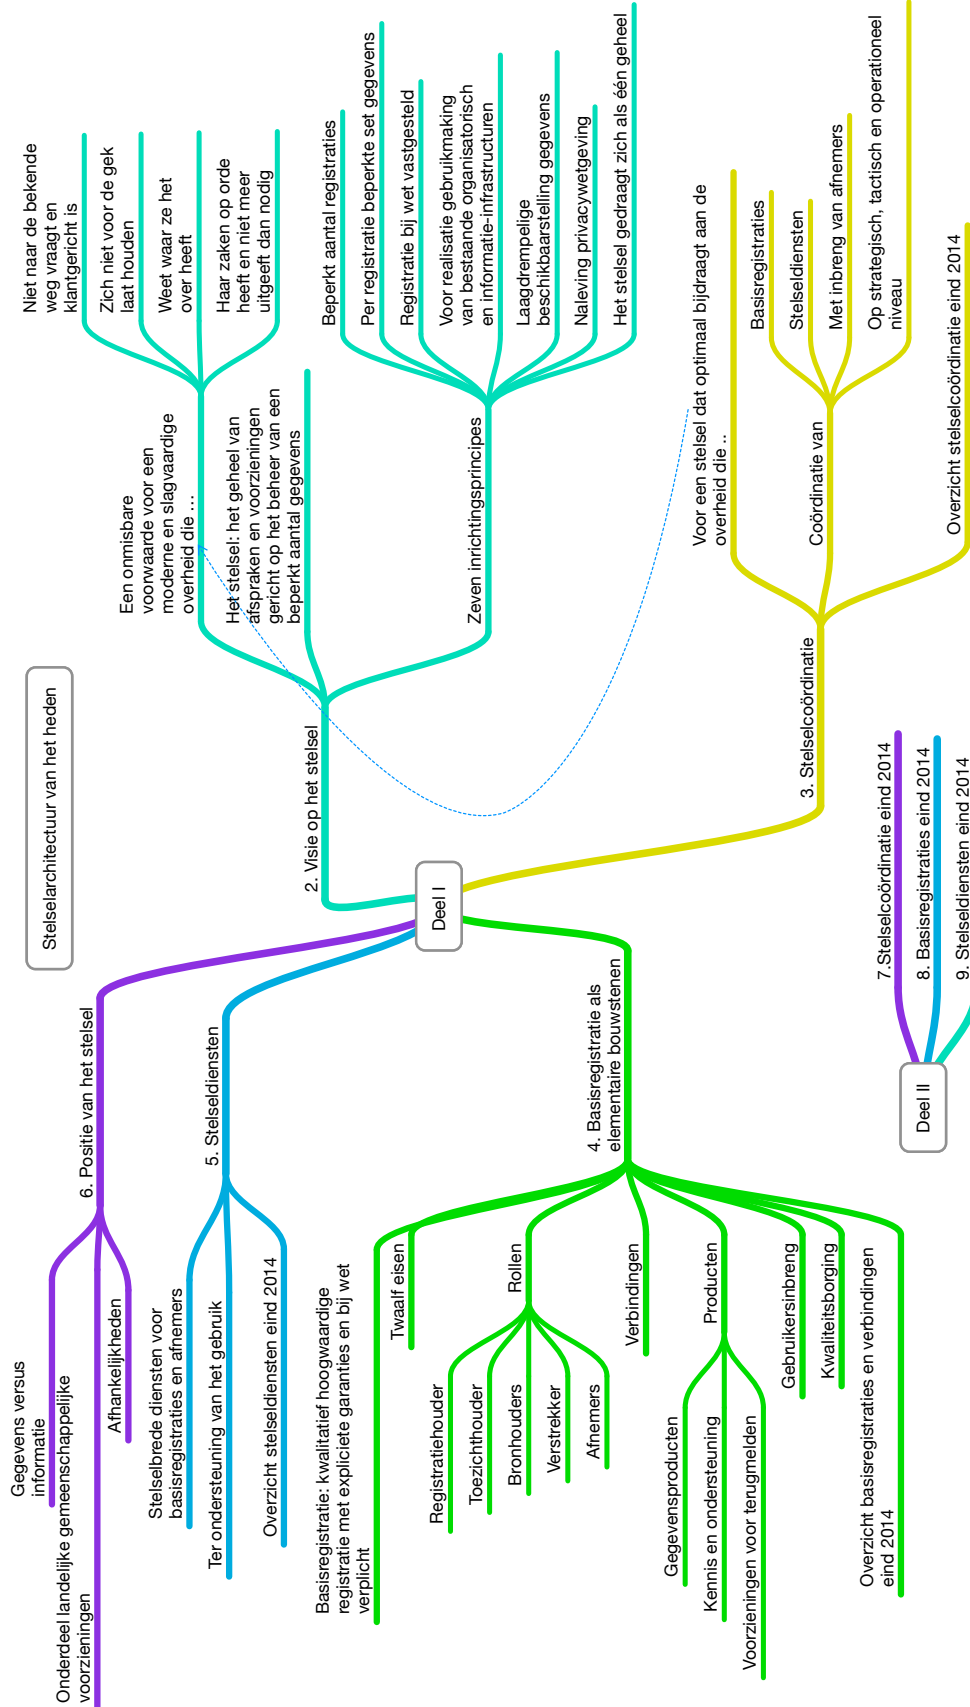 Stelselarchitectuur van het heden
Deel I
2. Visie op het stelsel
Een onmisbare
voorwaarde voor een
moderne en slagvaardige
overheid die ...
Niet naar de bekende
weg vraagt en
klantgericht is
Zich niet voor de gek
laat houden
Weet waar ze het
over heeft
Haar zaken op orde
heeft en niet meer
uitgeeft dan nodig
Het stelsel: het geheel van
afspraken en voorzieningen
gericht op het beheer van een
beperkt aantal gegevens
Zeven inrichtingsprincipes
Beperkt aantal registraties
Per registratie beperkte set gegevens
Registratie bij wet vastgesteld
Voor realisatie gebruikmaking
van bestaande organisatorisch
en informatie-infrastructuren
Laagdrempelige
beschikbaarstelling gegevens
Naleving privacywetgeving
Het stelsel gedraagt zich als één geheel
3. Stelselcoördinatie
Voor een stelsel dat optimaal bijdraagt aan de
overheid die ..
Coördinatie van
Basisregistraties
Stelseldiensten
Met inbreng van afnemers
Op strategisch, tactisch en operationeel
niveau
Overzicht stelselcoördinatie eind 2014
4. Basisregistratie als
elementaire bouwstenen
Basisregistratie: kwalitatief hoogwaardige
registratie met expliciete garanties en bij wet
verplicht
Twaalf eisen
Rollen
Registratiehouder
Toezichthouder
Bronhouders
Verstrekker
Afnemers
Verbindingen
Producten
Gegevensproducten
Kennis en ondersteuning
Voorzieningen voor terugmelden
Gebruikersinbreng
Kwaliteitsborging
Overzicht basisregistraties en verbindingen
eind 2014
5. Stelseldiensten
Stelselbrede diensten voor
basisregistraties en afnemers
Ter ondersteuning van het gebruik
Overzicht stelseldiensten eind 2014
6. Positie van het stelsel
Gegevens versus
informatie
Onderdeel landelijke gemeenschappelijke
voorzieningen
Afhankelijkheden
Deel II
7.Stelselcoördinatie eind 2014
8. Basisregistraties eind 2014
9. Stelseldiensten eind 2014